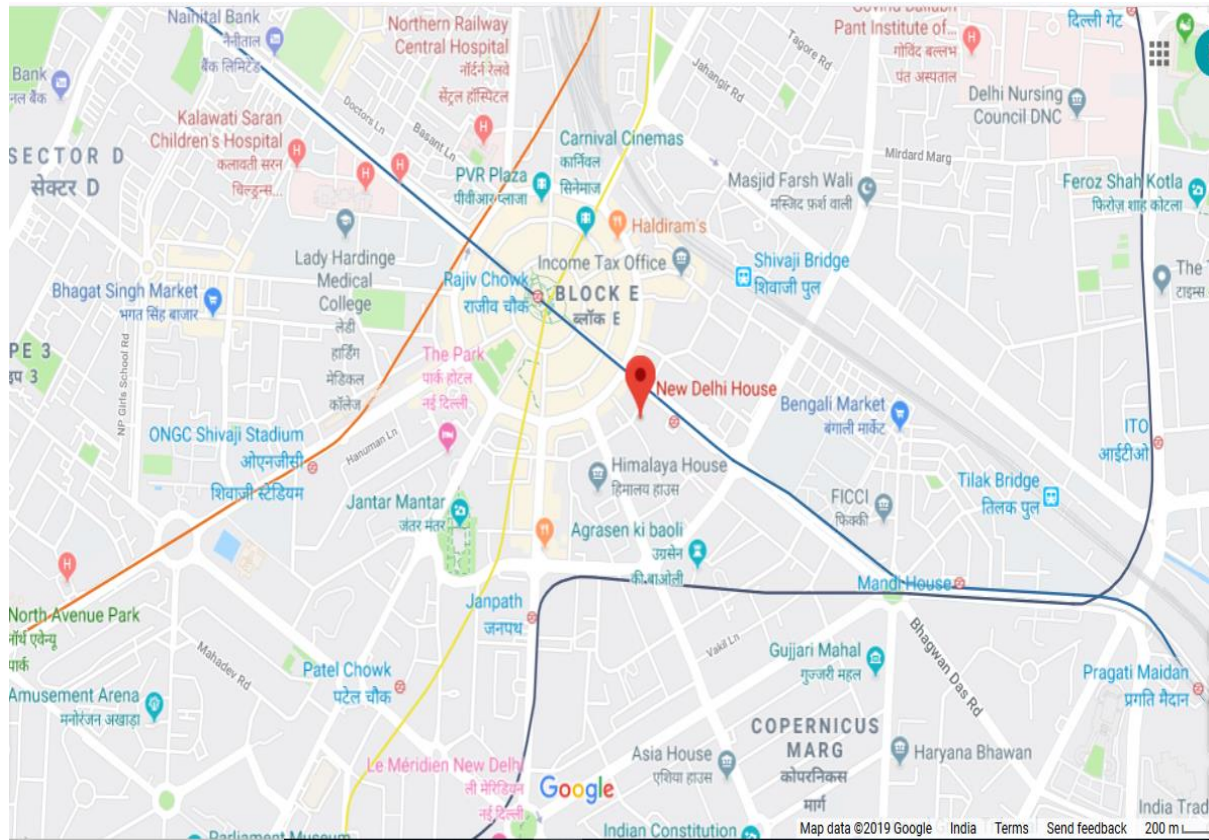 Nainital Bank
नैनीताल
बैंक लिमिटेड
Northern Railway
Central Hospital
नॉर्दर्न रेलवे
सेंट्रल हॉस्पिटल
Pant Institute of...
गोविंद बल्लभ
पंत अस्पताल
दिल्ली गेट
Tagore Rd
Jahangir Rd
Bank
Delhi Nursing
Council DNC
Kalawati Saran
Children's Hospital
कलावती सरन
चिल्ड्रन्स...
Doctors Ln
Basant Ln
Carnival Cinemas
कार्निवल
सिनेमाज
PVR Plaza
पीवीआर प्लाजा
Mirdard Marg
SECTOR D
सेक्टर D
Masjid Farsh Wali
मस्जिद फ़र्श वाली
Feroz Shah Kotla
फिरोज़ शाह कोटला
Haldiram's
Lady Hardinge
Medical
College
लेडी
हार्डिंग
मेडिकल
कॉलेज
Income Tax Office
Shivaji Bridge
शिवाजी पुल
Rajiv Chowk
राजीव चौक
BLOCK E
ब्लॉक E
Bhagat Singh Market
भगत सिंह बाजार
The
टाइम्स
PE 3
इप 3
NP Girls School Rd
The Park
पार्क होटल
नई दिल्ली
New Delhi House
Bengali Market
बंगाली मार्केट
ITO
आईटीओ
ONGC Shivaji Stadium
ओएनजीसी
शिवाजी स्टेडियम
Hanuman Ln
Himalaya House
हिमालय हाउस
FICCI
फिक्की
Tilak Bridge
तिलक पुल
Jantar Mantar
जंतर मंतर
Agrasen ki baoli
उग्रसेन
की बाओली
Mandi House
North Avenue Park
नॉर्थ एवेन्यू
पार्क
Janpath
जनपथ
Mahadev Rd
Vakil Ln
Bhagwan Das Rd
Gujjari Mahal
गुज्जरी महल
Patel Chowk
पटेल चौक
Pragati Maidan
प्रगति मैदान
Amusement Arena
मनोरंजन अखाड़ा
COPERNICUS
MARG
कोपरनिकस
मार्ग
Asia House
एशिया हाउस
Haryana Bhawan
Le Méridien New Delhi
ली मेरिडियन
नई दिल्ली
Google
India Trad
Parliament Museum
Indian Constitution
Map data ©2019 Google India Terms Send feedback 200 m